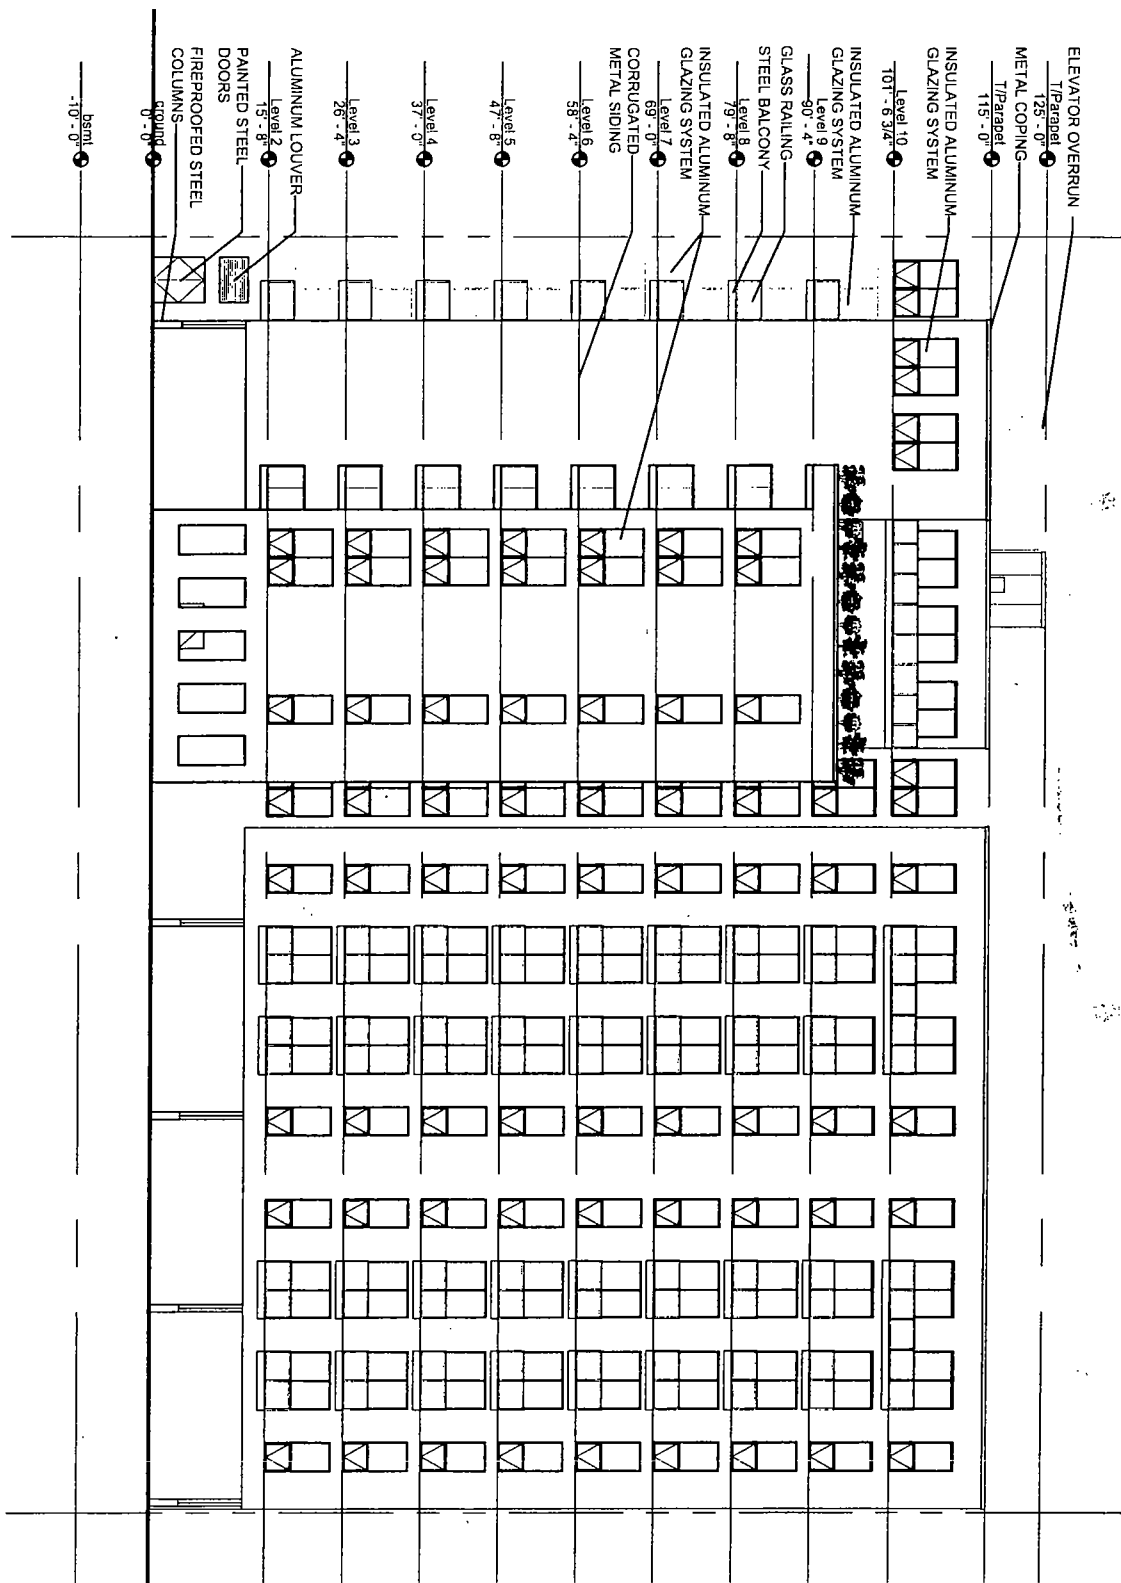 ELEVATOR OVERRUN
T/Parapet
125' - 0"
T/Parapet
115' - 0"
METAL COPING
INSULATED ALUMINUM
GLAZING SYSTEM
Level 10
101' - 6 3/4"
INSULATED ALUMINUM
GLAZING SYSTEM
Level 9
90' - 4"
GLASS RAILING
STEEL BALCONY
Level 8
79' - 8"
INSULATED ALUMINUM
GLAZING SYSTEM
Level 7
69' - 0"
CORRUGATED
METAL SIDING
Level 6
58' - 4"
Level 5
47' - 8"
Level 4
37' - 0"
Level 3
26' - 4"
ALUMINUM LOUVER
Level 2
15' - 8"
PAINTED STEEL
DOORS
FIREPROOFED STEEL
COLUMNS
Ground
0' - 0"
bsmt
-10' - 0"